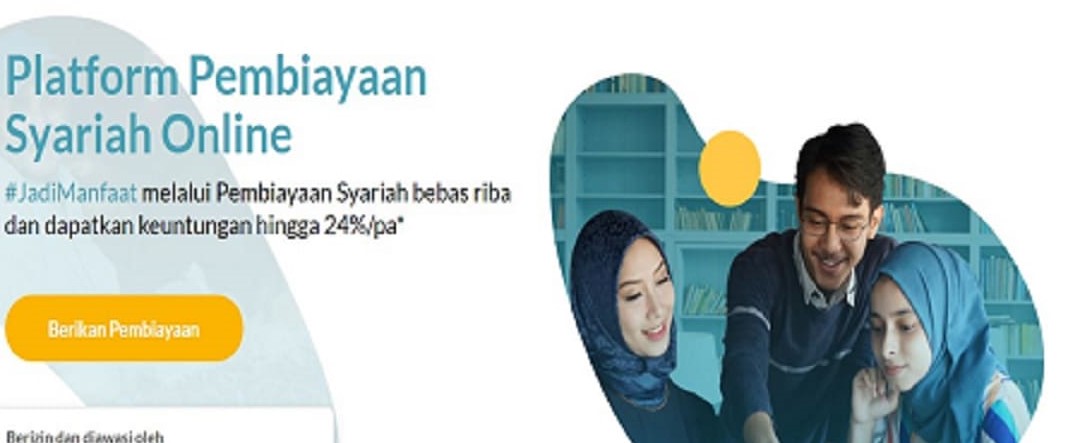 Platform Pembiayaan
Syariah Online
#JadiManfaat melalui Pembiayaan Syariah bebas riba
dan dapatkan keuntungan hingga 24%/pa*
Berikan Pembiayaan
Berizin dan diawasi oleh